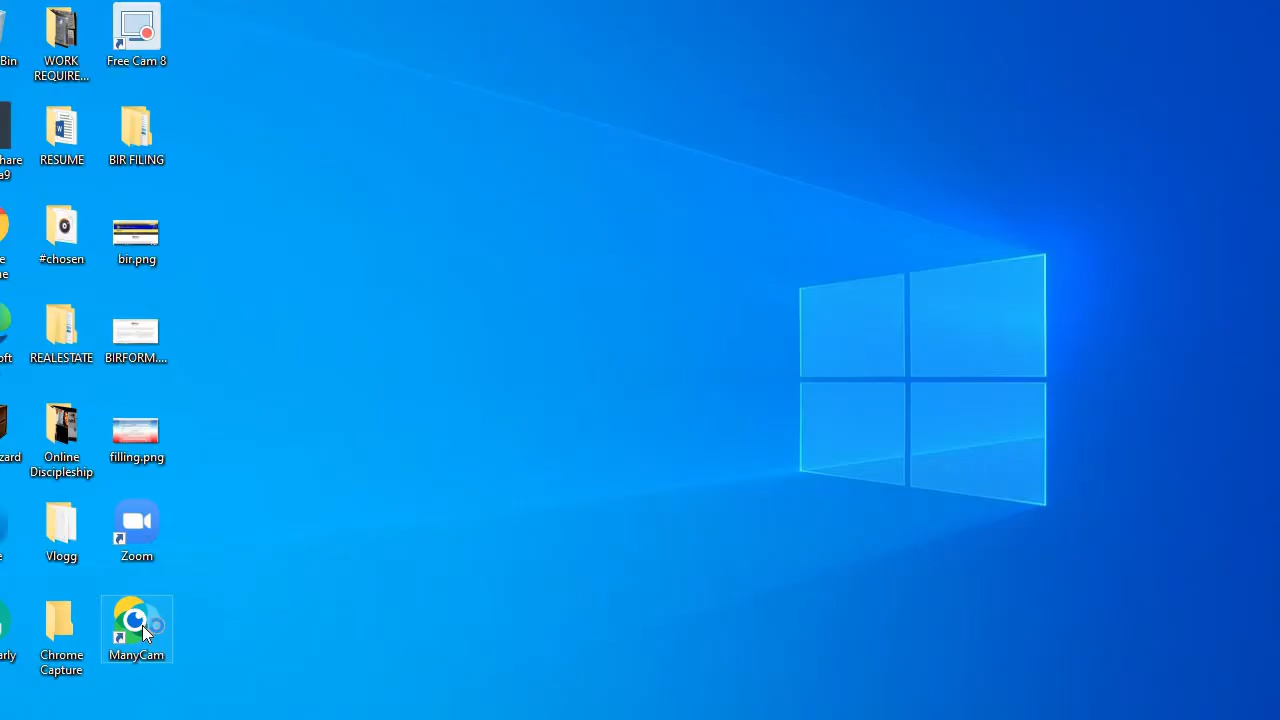 Bin
WORK
REQUIRE...
Free Cam 8
hare
a9
RESUME
BIR FILING
e
ne
#chosen
bir.png
oft
REALESTATE
BIRFORM....
zard
Online
Discipleship
filling.png
e
Vlogg
Zoom
arly
Chrome
Capture
ManyCam